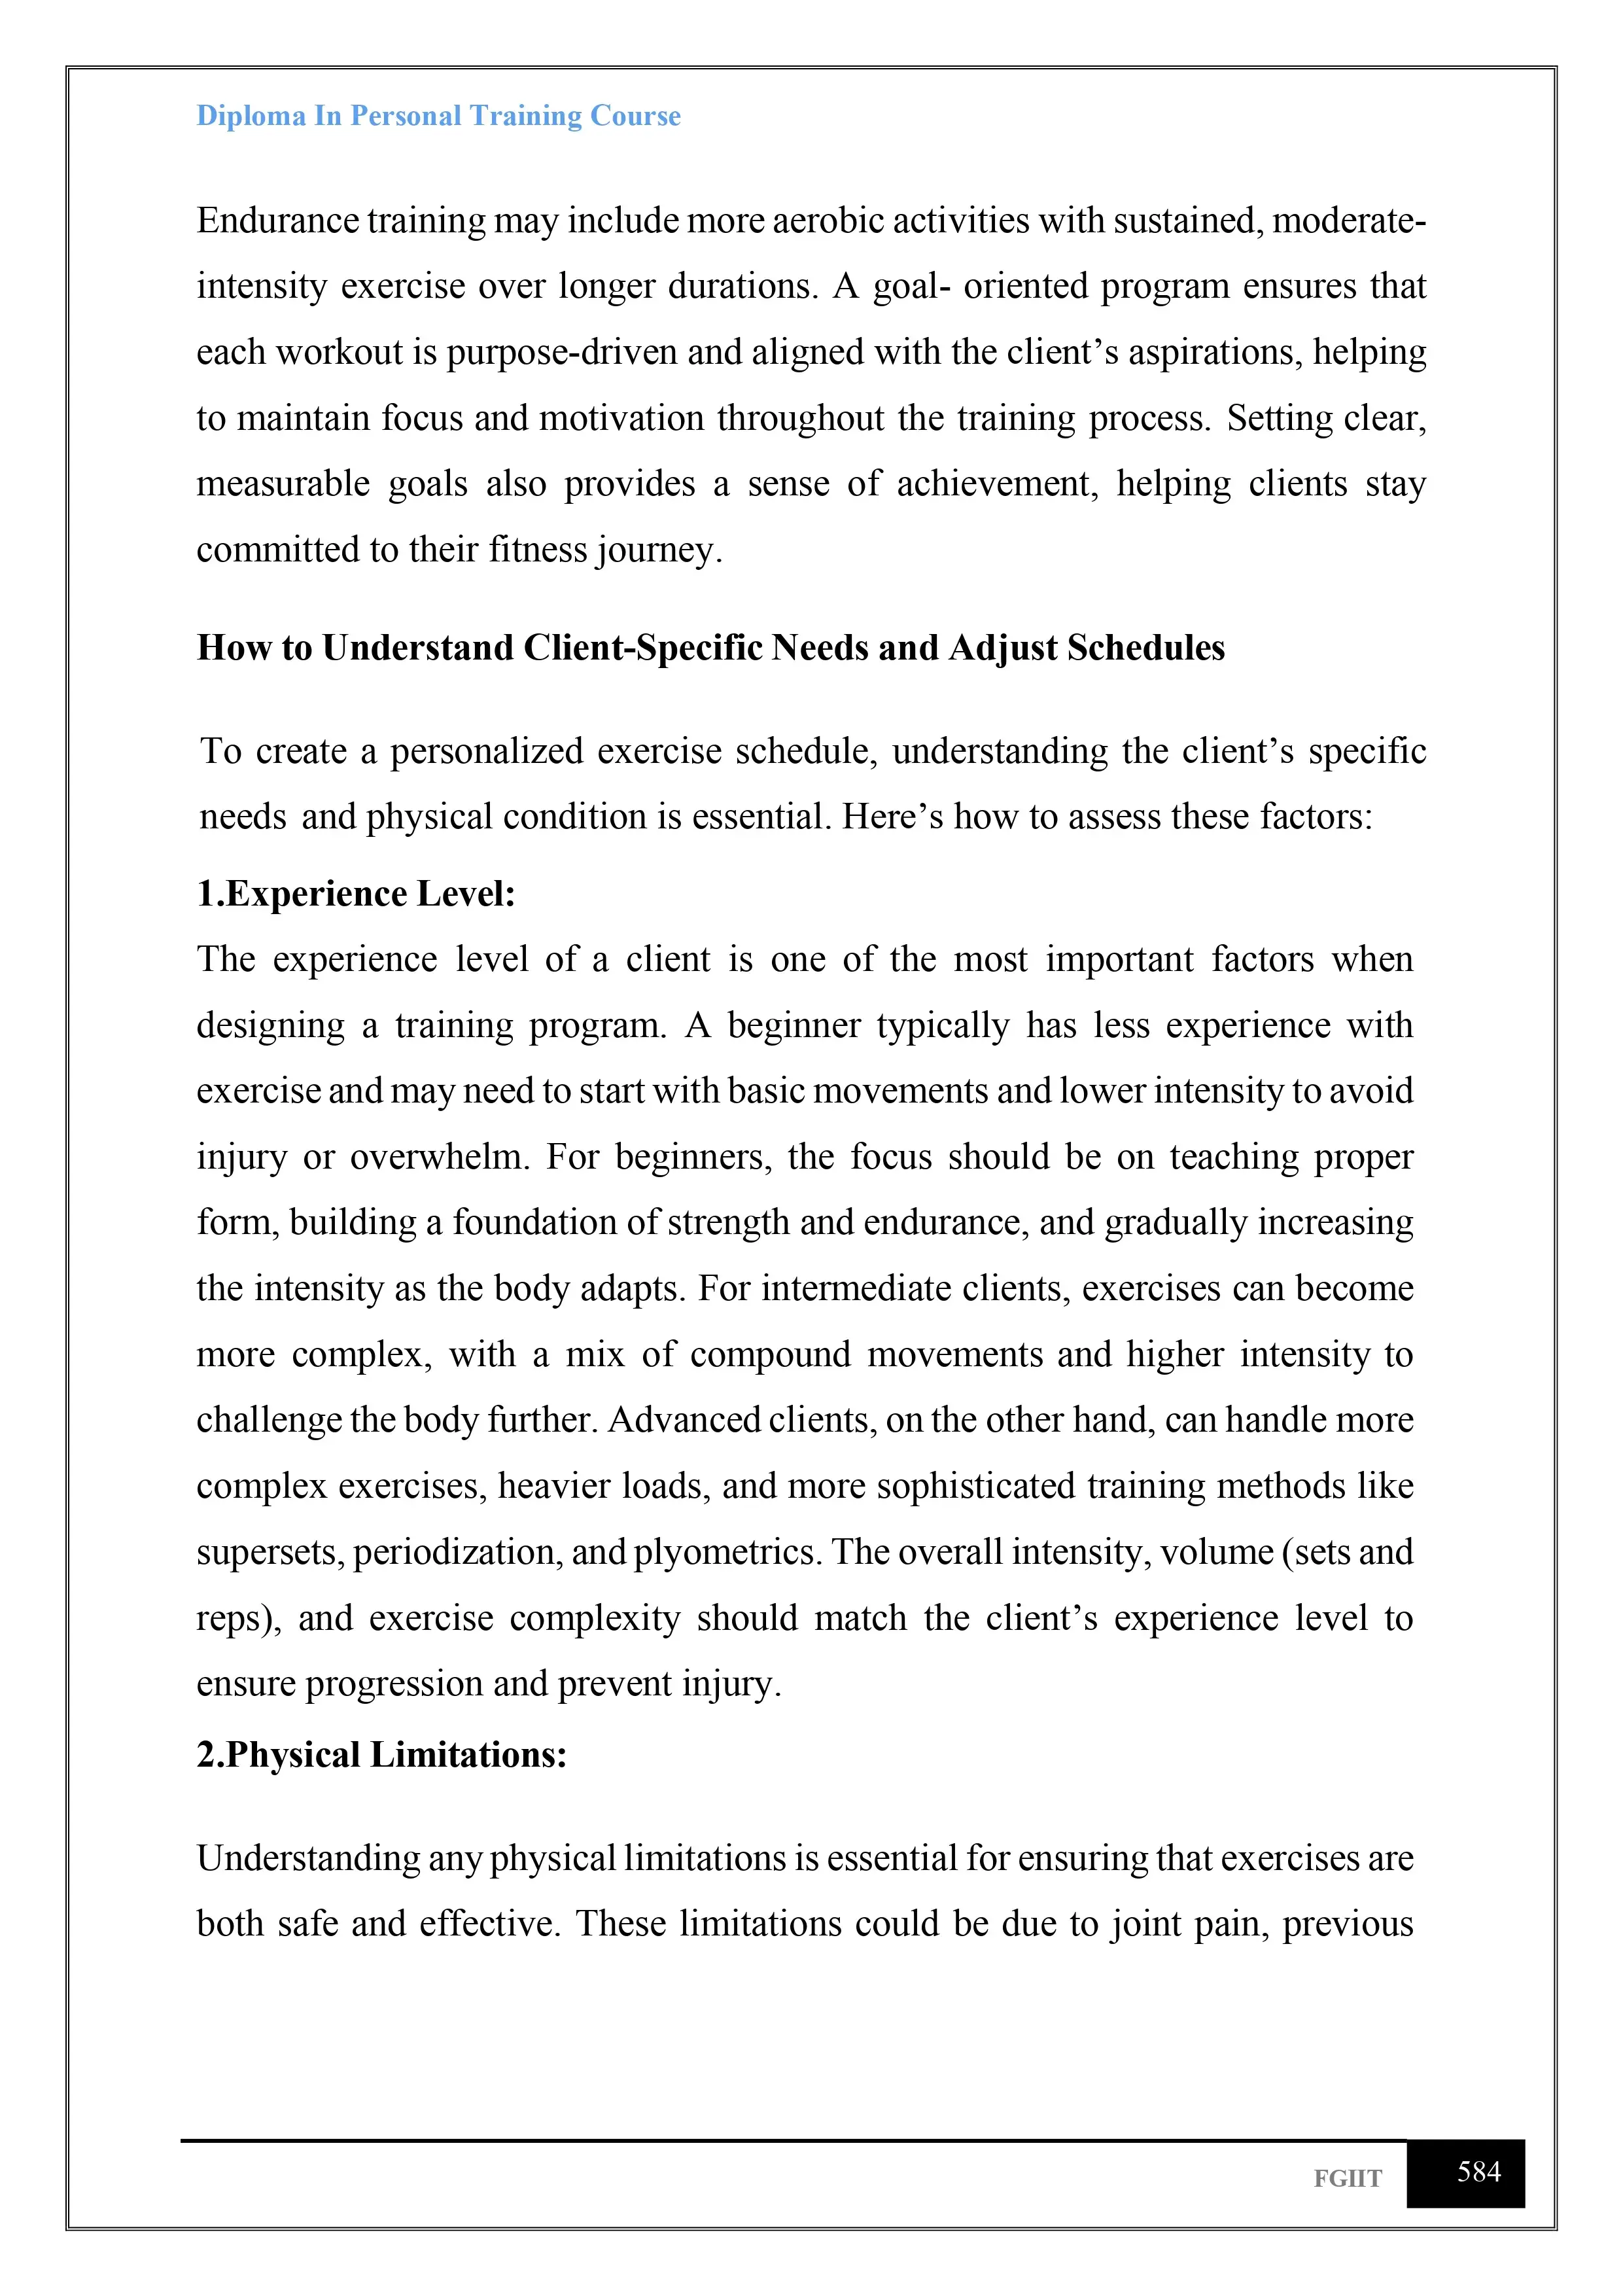 Diploma In Personal Training Course
Endurance training may include more aerobic activities with sustained, moderate-
intensity exercise over longer durations. A goal- oriented program ensures that
each workout is purpose-driven and aligned with the client’s aspirations, helping
to maintain focus and motivation throughout the training process. Setting clear,
measurable goals also provides a sense of achievement, helping clients stay
committed to their fitness journey.
How to Understand Client-Specific Needs and Adjust Schedules
To create a personalized exercise schedule, understanding the client’s specific
needs and physical condition is essential. Here’s how to assess these factors:
1.Experience Level:
The experience level of a client is one of the most important factors when
designing a training program. A beginner typically has less experience with
exercise and may need to start with basic movements and lower intensity to avoid
injury or overwhelm. For beginners, the focus should be on teaching proper
form, building a foundation of strength and endurance, and gradually increasing
the intensity as the body adapts. For intermediate clients, exercises can become
more complex, with a mix of compound movements and higher intensity to
challenge the body further. Advanced clients, on the other hand, can handle more
complex exercises, heavier loads, and more sophisticated training methods like
supersets, periodization, and plyometrics. The overall intensity, volume (sets and
reps), and exercise complexity should match the client’s experience level to
ensure progression and prevent injury.
2.Physical Limitations:
Understanding any physical limitations is essential for ensuring that exercises are
both safe and effective. These limitations could be due to joint pain, previous
FGIIT
584